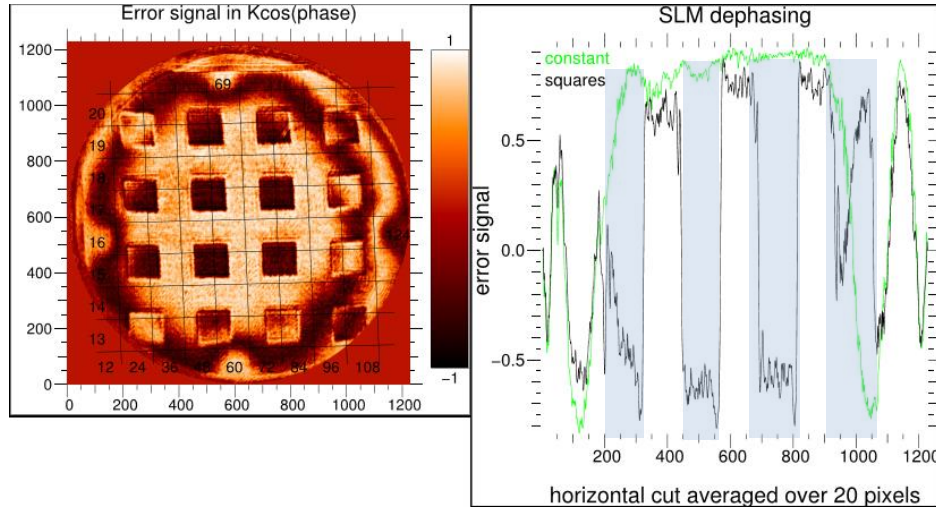 Error signal in Kcos(phase)
1200
1000
800
600
400
200
0
0 200 400 600 800 1000 1200
1
−1
69
20
19
18
16
14
13
12 24 36 48 60 72 84 96 108
SLM dephasing
constant
squares
error signal
0.5
0.0
−0.5
200 400 600 800 1000 1200
horizontal cut averaged over 20 pixels